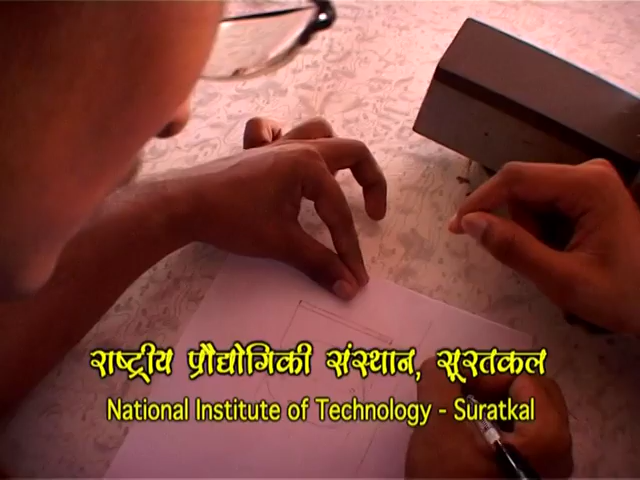 राष्ट्रीय प्रौद्योगिकी संस्थान, सूरतकल
National Institute of Technology - Suratkal